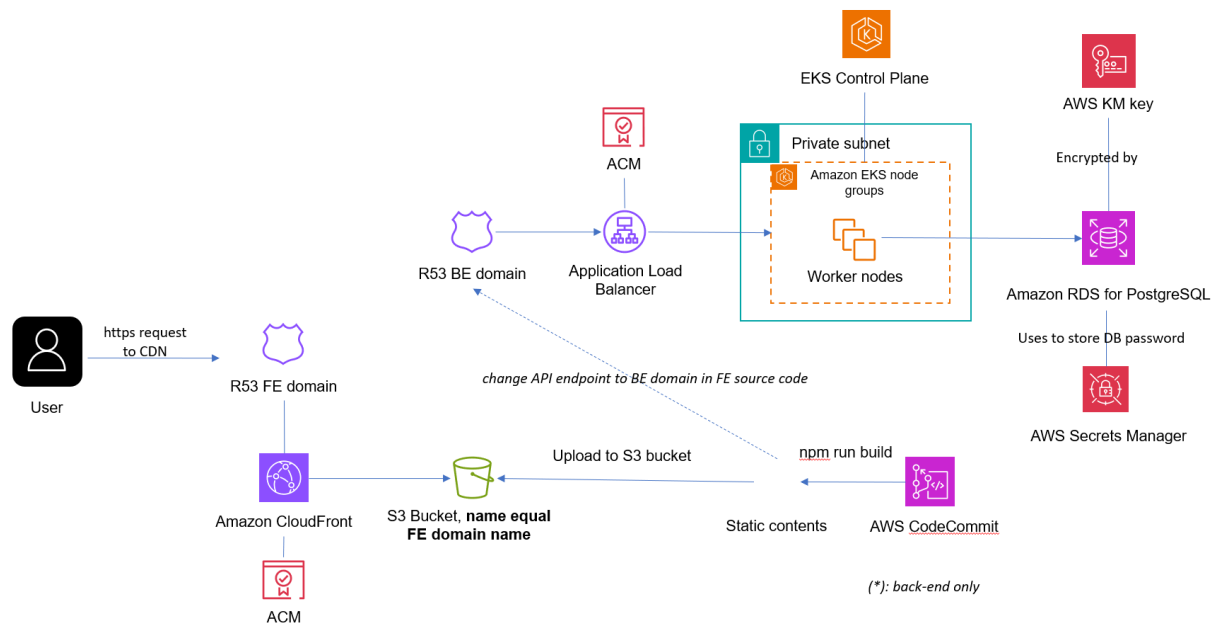 EKS Control Plane
AWS KM key
Private subnet
ACM
Encrypted by
Amazon EKS node
groups
R53 BE domain
Application Load
Balancer
Worker nodes
Amazon RDS for PostgreSQL
https request
to CDN
Uses to store DB password
R53 FE domain
change API endpoint to BE domain in FE source code
User
AWS Secrets Manager
Upload to S3 bucket
npm run build
Amazon CloudFront
S3 Bucket, name equal
FE domain name
Static contents
AWS CodeCommit
(*): back-end only
ACM